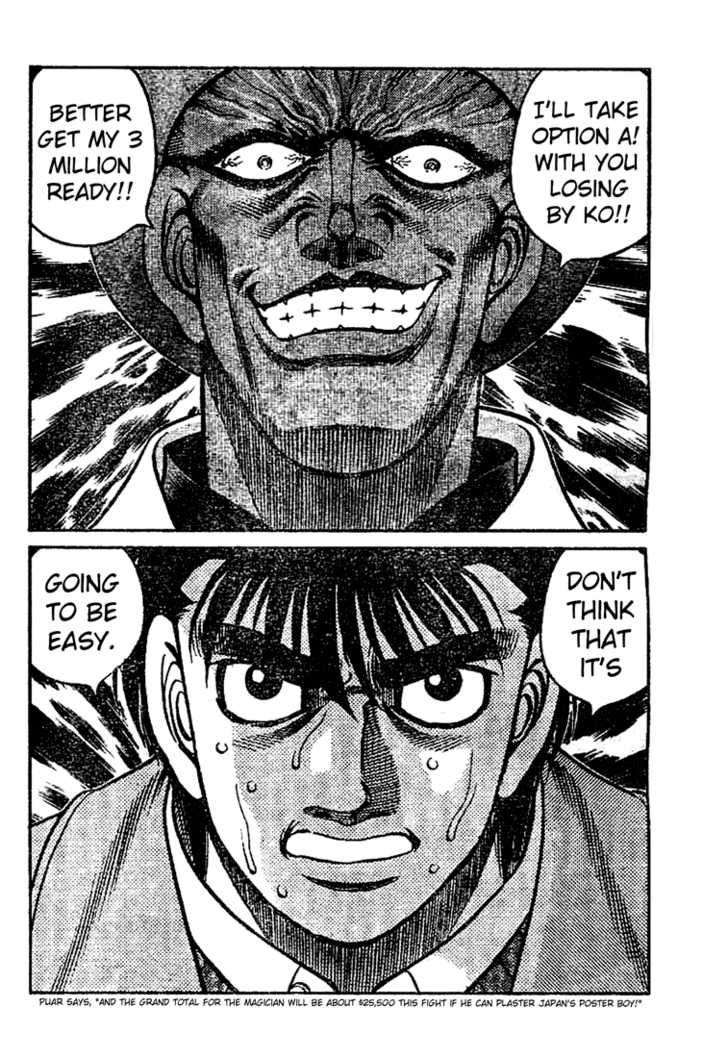 I'LL TAKE
OPTION A!
WITH YOU
LOSING
BY KO!!
BETTER
GET MY 3
MILLION
READY!!
DON'T
THINK
THAT
IT'S
GOING
TO BE
EASY.
PUAR SAYS, "AND THE GRAND TOTAL FOR THE MAGICIAN WILL BE ABOUT $25,500 THIS FIGHT IF HE CAN PLASTER JAPAN'S POSTER BOY!"